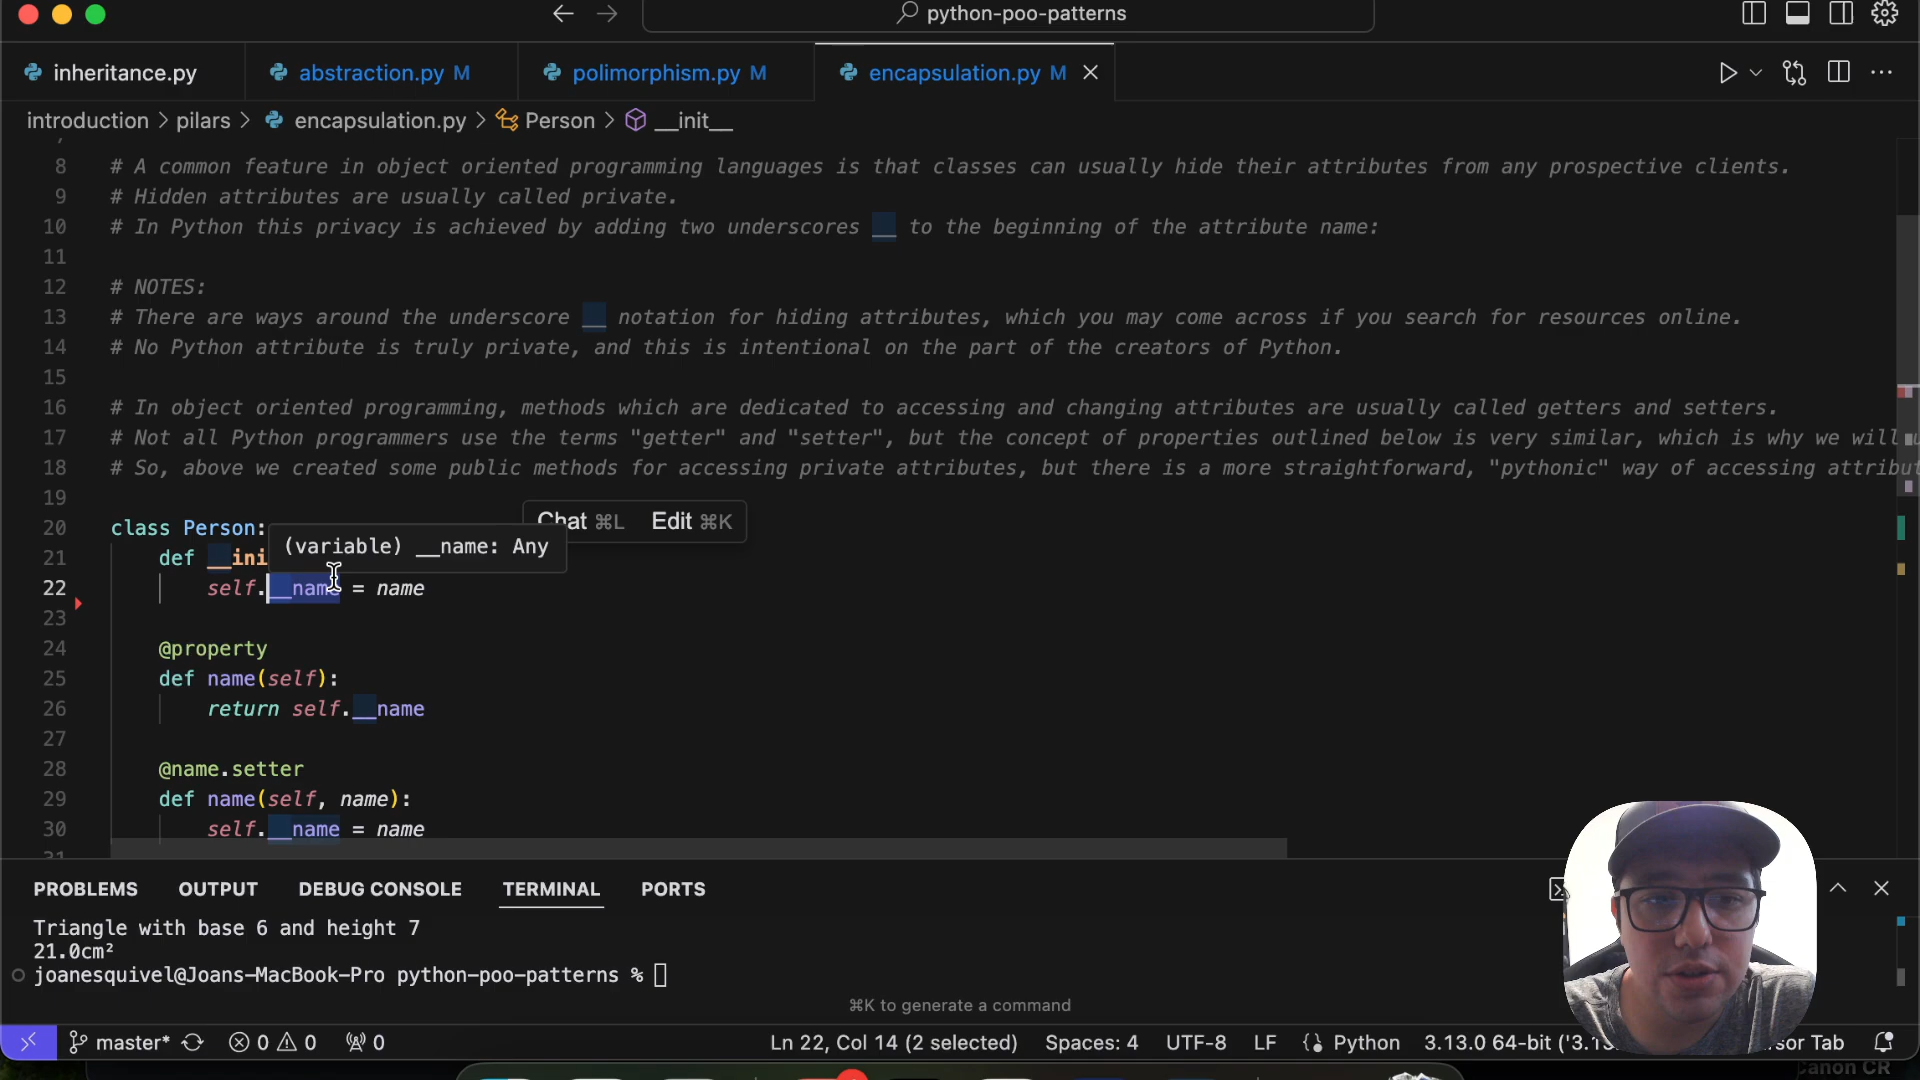 python-poo-patterns
inheritance.py
abstraction.py M
polimorphism.py M
encapsulation.py M
introduction > pilars > encapsulation.py > Person > __init__
8 # A common feature in object oriented programming languages is that classes can usually hide their attributes from any prospective clients.
9 # Hidden attributes are usually called private.
10 # In Python this privacy is achieved by adding two underscores __ to the beginning of the attribute name:
11
12 # NOTES:
13 # There are ways around the underscore __ notation for hiding attributes, which you may come across if you search for resources online.
14 # No Python attribute is truly private, and this is intentional on the part of the creators of Python.
15
16 # In object oriented programming, methods which are dedicated to accessing and changing attributes are usually called getters and setters.
17 # Not all Python programmers use the terms "getter" and "setter", but the concept of properties outlined below is very similar, which is why we will
18 # So, above we created some public methods for accessing private attributes, but there is a more straightforward, "pythonic" way of accessing attribut
19
Chat ⌘L Edit ⌘K
20 class Person:
(variable) __name: Any
21 def __ini
22 self.__name = name
23
24 @property
25 def name(self):
26 return self.__name
27
28 @name.setter
29 def name(self, name):
30 self.__name = name
31
PROBLEMS OUTPUT DEBUG CONSOLE TERMINAL PORTS
Triangle with base 6 and height 7
21.0cm²
joanesquivel@Joans-MacBook-Pro python-poo-patterns %
⌘K to generate a command
master* 0 0 0 Ln 22, Col 14 (2 selected) Spaces: 4 UTF-8 LF Python 3.13.0 64-bit ('3.1 Tab